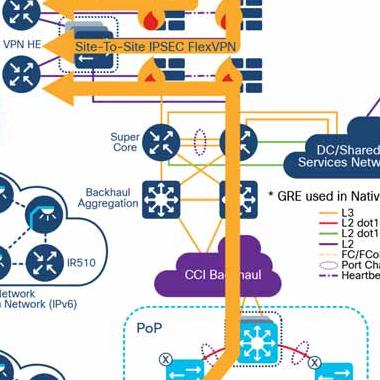 VPN HE
Site-To-Site IPSEC FlexVPN
Super
Core
DC/Shared
Services Netw
Backhaul
Aggregation
* GRE used in Nativ
L3
L2 dot1
L2 dot1
L2
FC/FCo
Port Cha
Heartbe
IR510
CCI Backhaul
etwork
Network (IPv6)
PoP
X
X